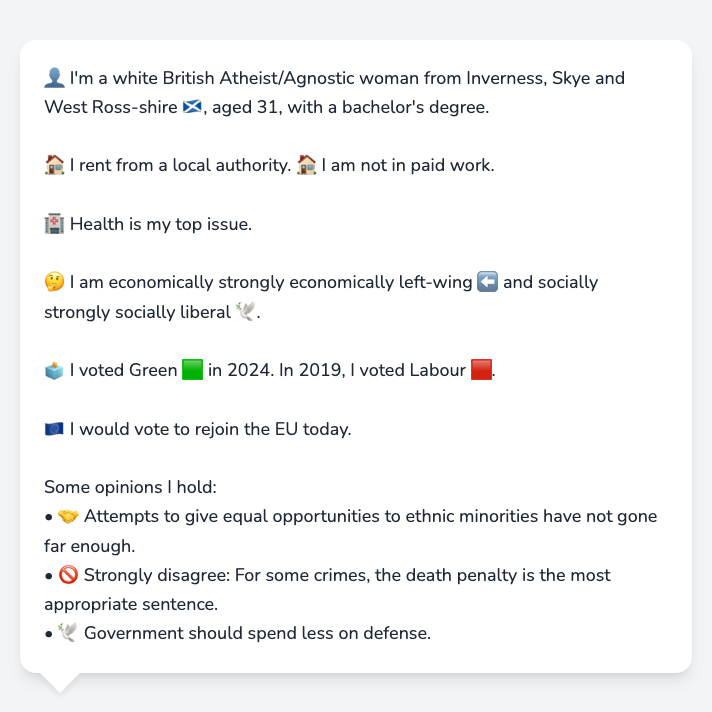 👤 I'm a white British Atheist/Agnostic woman from Inverness, Skye and
West Ross-shire 🏴󠁧󠁢󠁳󠁣󠁴󠁿, aged 31, with a bachelor's degree.
🏠 I rent from a local authority. 🏠 I am not in paid work.
🏥 Health is my top issue.
🤔 I am economically strongly economically left-wing ⬅️ and socially
strongly socially liberal 🕊️.
🗳️ I voted Green 🟩 in 2024. In 2019, I voted Labour 🟥.
🇪🇺 I would vote to rejoin the EU today.
Some opinions I hold:
• 🤝 Attempts to give equal opportunities to ethnic minorities have not gone
far enough.
• 🚫 Strongly disagree: For some crimes, the death penalty is the most
appropriate sentence.
• 🕊️ Government should spend less on defense.